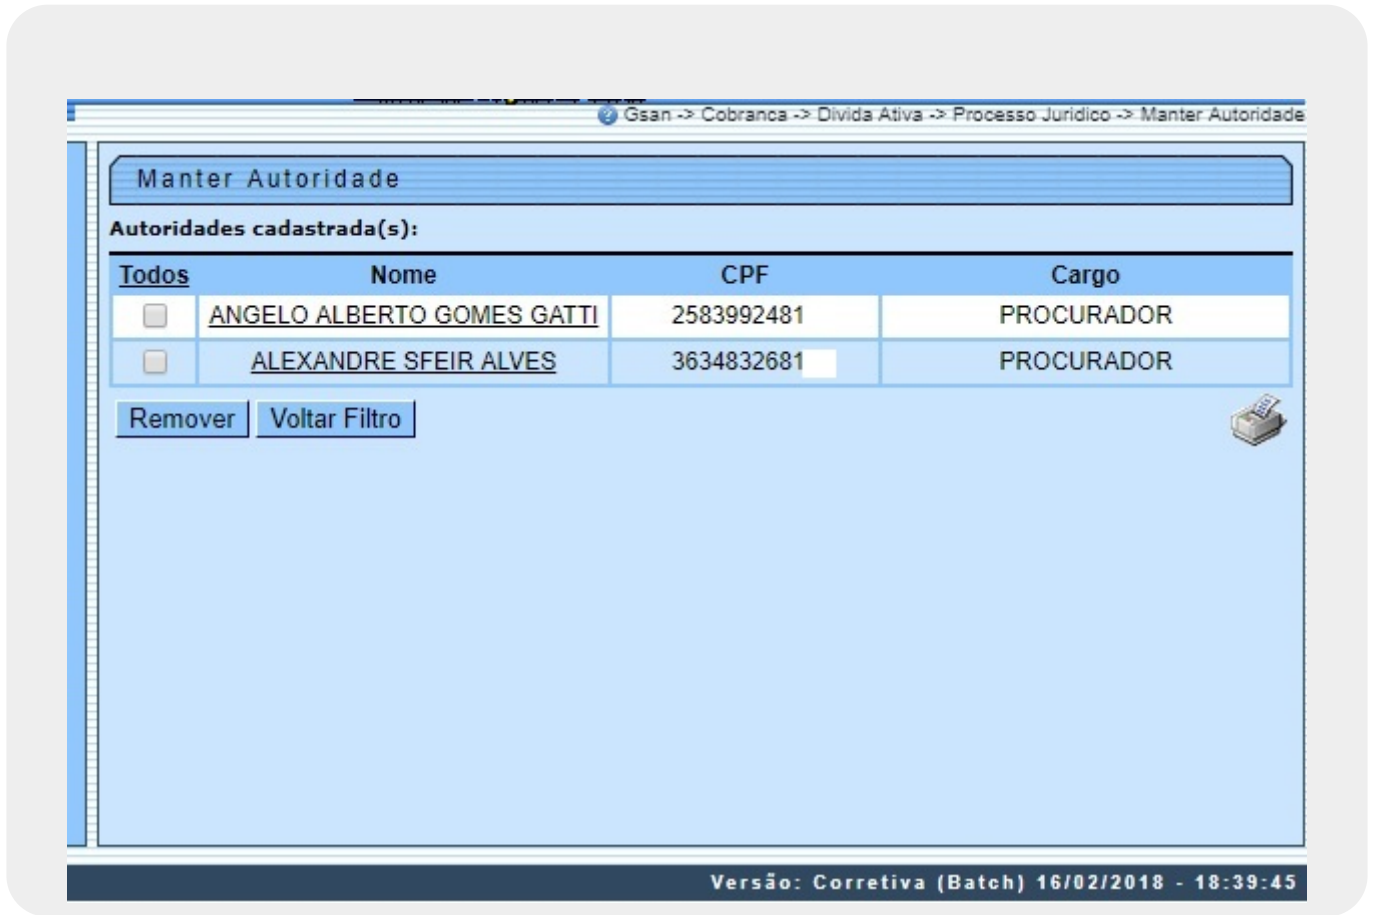 Gsan -> Cobranca -> Divida Ativa -> Processo Juridico -> Manter Autoridade
Manter Autoridade
Autoridades cadastrada(s):
Todos Nome CPF Cargo
ANGELO ALBERTO GOMES GATTI 2583992481 PROCURADOR
ALEXANDRE SFEIR ALVES 3634832681 PROCURADOR
Remover Voltar Filtro
Versão: Corretiva (Batch) 16/02/2018 - 18:39:45